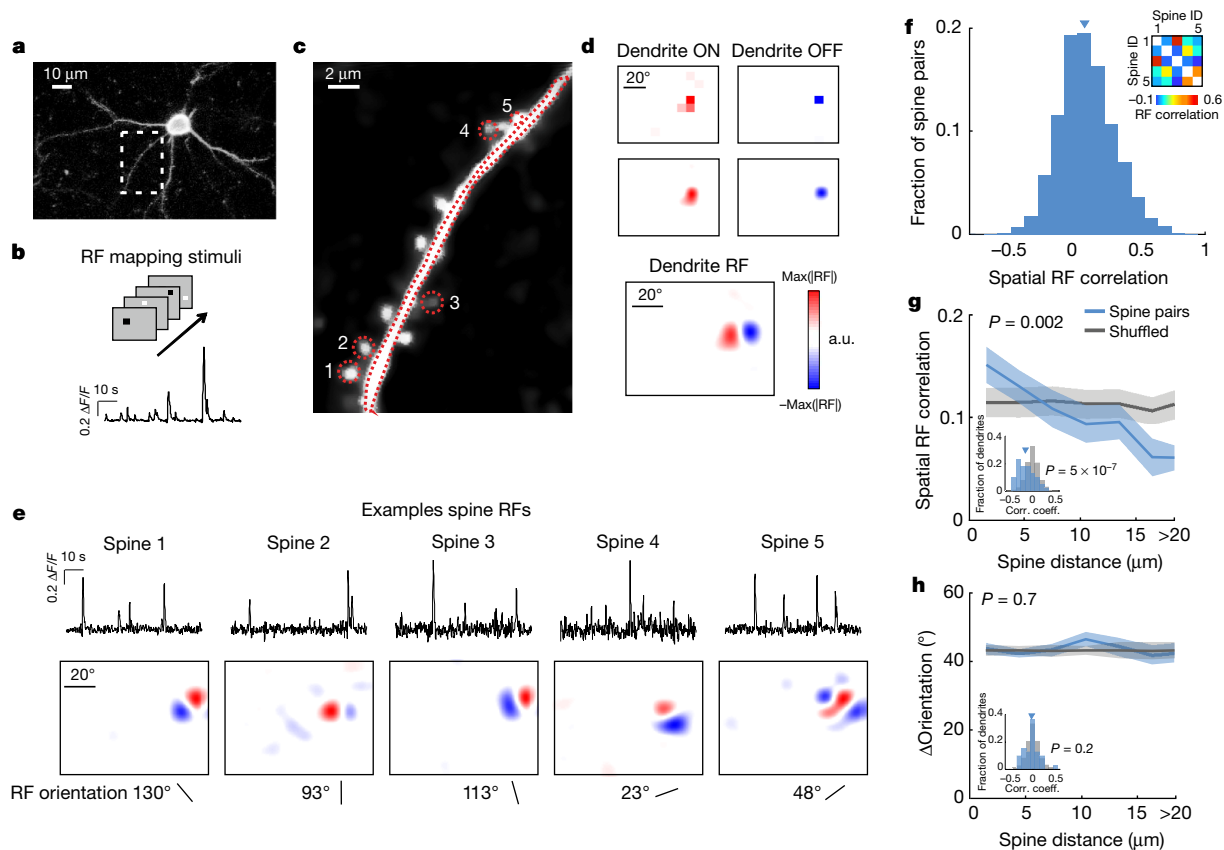 a
10 μm
b
RF mapping stimuli
10 s
0.2 ΔF/F
c
2 μm
5
4
3
2
1
d
Dendrite ON
Dendrite OFF
20°
Dendrite RF
20°
Max(|RF|)
a.u.
–Max(|RF|)
e
Examples spine RFs
Spine 1
Spine 2
Spine 3
Spine 4
Spine 5
10 s
0.2 ΔF/F
20°
RF orientation 130°
93°
113°
23°
48°
f
0.2
0.1
0
Fraction of spine pairs
−0.5
0
0.5
1
Spatial RF correlation
Spine ID
1
5
Spine ID
1
5
−0.1
0.6
RF correlation
g
0.2
0.1
0
Spatial RF correlation
P = 0.002
Spine pairs
Shuffled
Fraction of dendrites
0.4
0.2
0
−0.5
0
0.5
Corr. coeff.
P = 5 × 10⁻⁷
0
5
10
15
>20
Spine distance (μm)
h
60
40
20
0
ΔOrientation (°)
P = 0.7
Fraction of dendrites
0.4
0.2
0
−0.5
0
0.5
Corr. coeff.
P = 0.2
0
5
10
15
>20
Spine distance (μm)